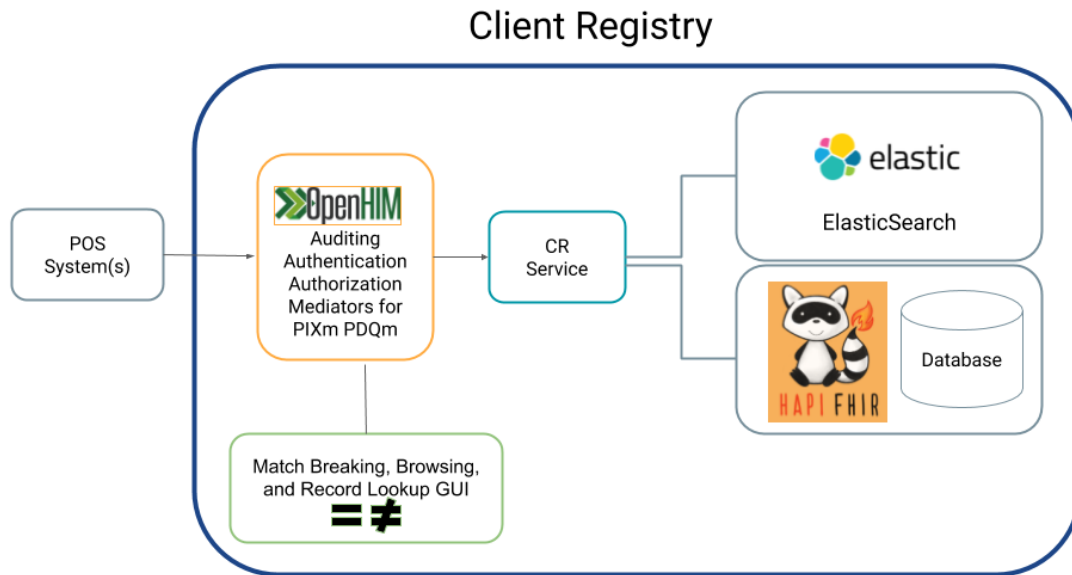 Client Registry
POS
System(s)
OpenHIM
Auditing
Authentication
Authorization
Mediators for
PIXm PDQm
CR
Service
elastic
ElasticSearch
HAPI FHIR
Database
Match Breaking, Browsing,
and Record Lookup GUI
= ≠